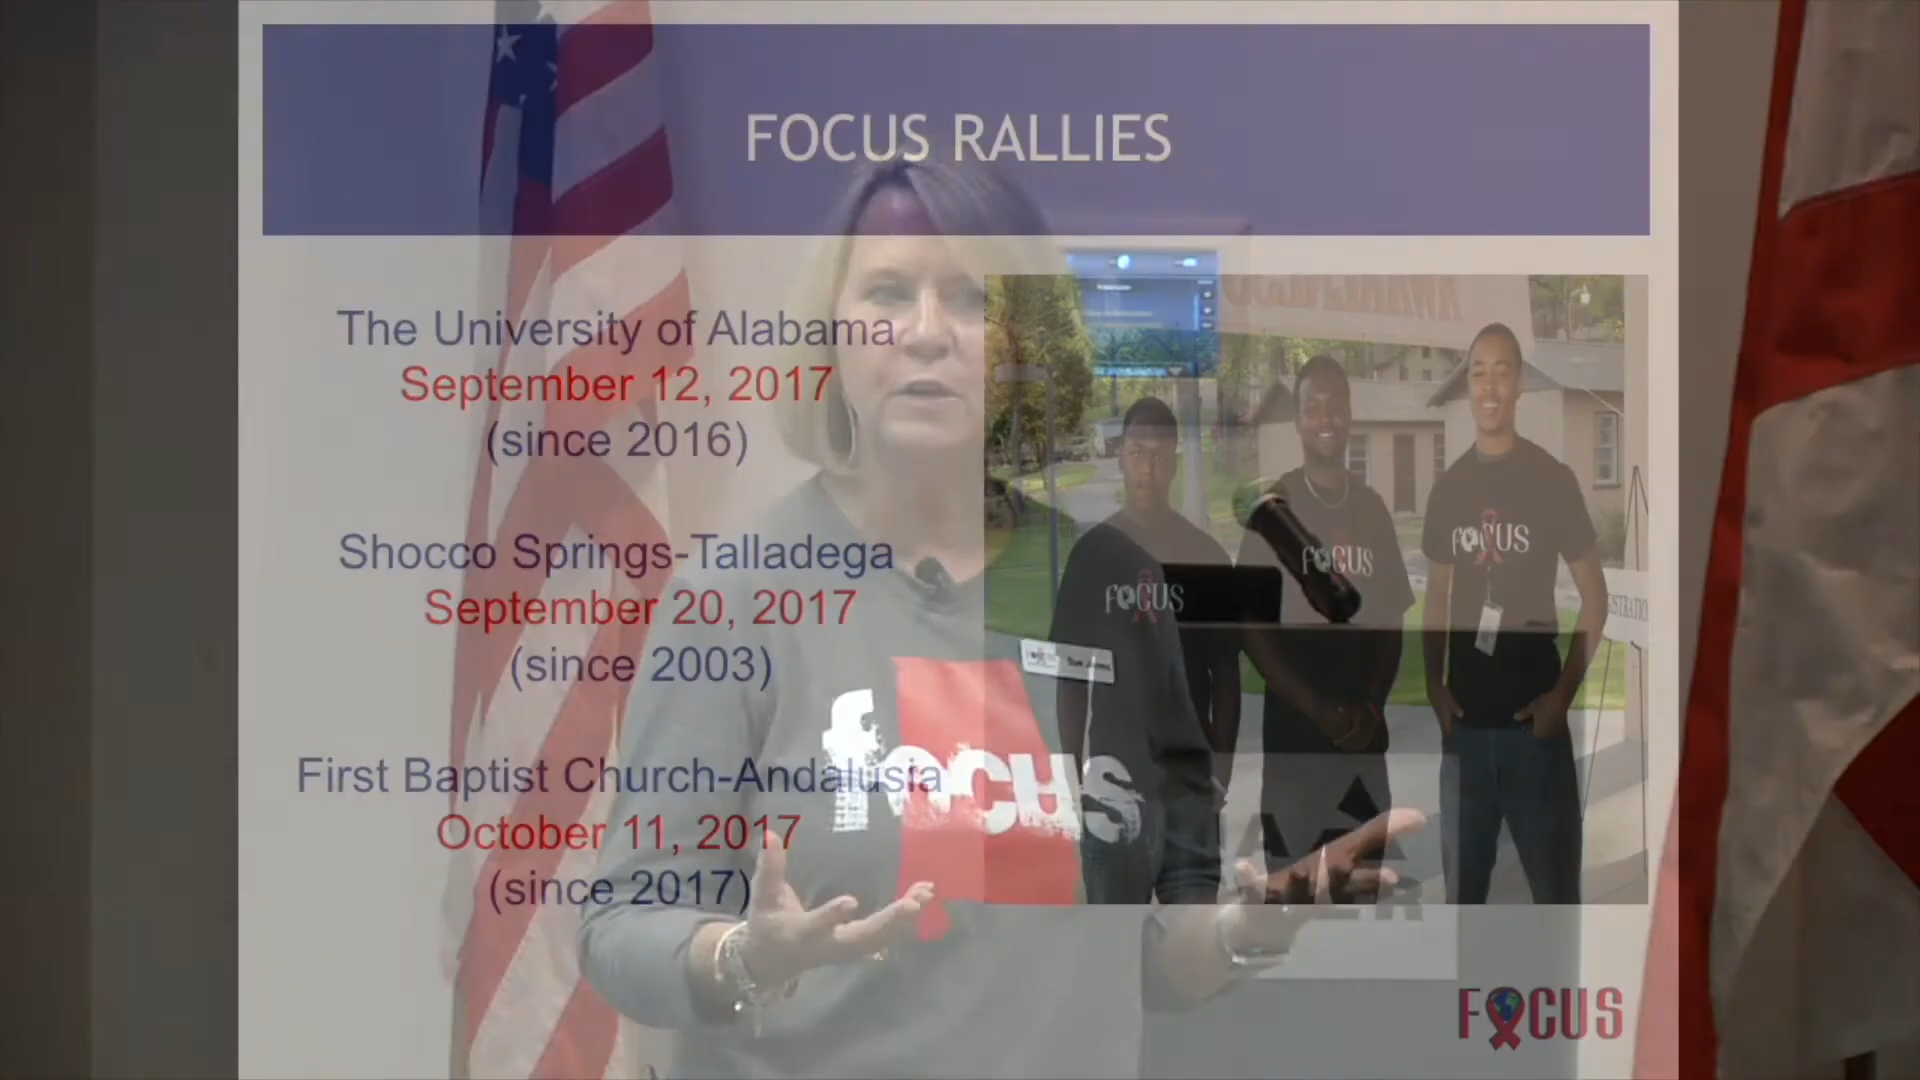 FOCUS RALLIES
The University of Alabama
September 12, 2017
(since 2016)
Shocco Springs-Talladega
September 20, 2017
(since 2003)
First Baptist Church-Andalusia
October 11, 2017
(since 2017)
focus
FOCUS
FOCUS
FOCUS
FOCUS